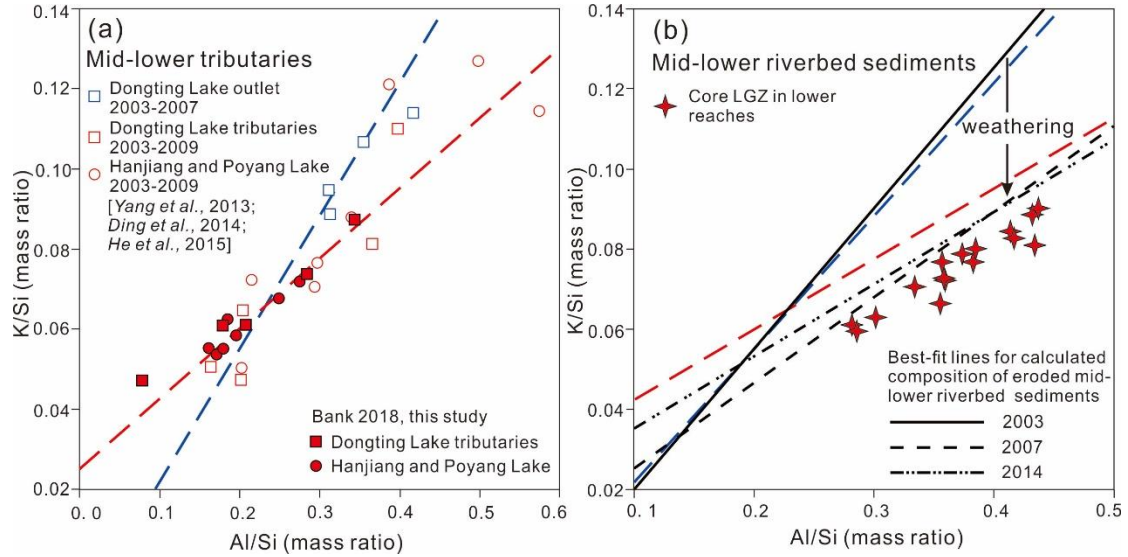 (a)
Mid-lower tributaries
Dongting Lake outlet
2003-2007
Dongting Lake tributaries
2003-2009
Hanjiang and Poyang Lake
2003-2009
[Yang et al., 2013;
Ding et al., 2014;
He et al., 2015]
Bank 2018, this study
Dongting Lake tributaries
Hanjiang and Poyang Lake
K/Si (mass ratio)
0.14
0.12
0.10
0.08
0.06
0.04
0.02
0. 0
0.1
0.2
0.3
0.4
0.5
0.6
Al/Si (mass ratio)
(b)
Mid-lower riverbed sediments
Core LGZ in lower
reaches
weathering
Best-fit lines for calculated
composition of eroded mid-
lower riverbed sediments
2003
2007
2014
K/Si (mass ratio)
0.14
0.12
0.10
0.08
0.06
0.04
0.02
0. 1
0.2
0.3
0.4
0.5
Al/Si (mass ratio)